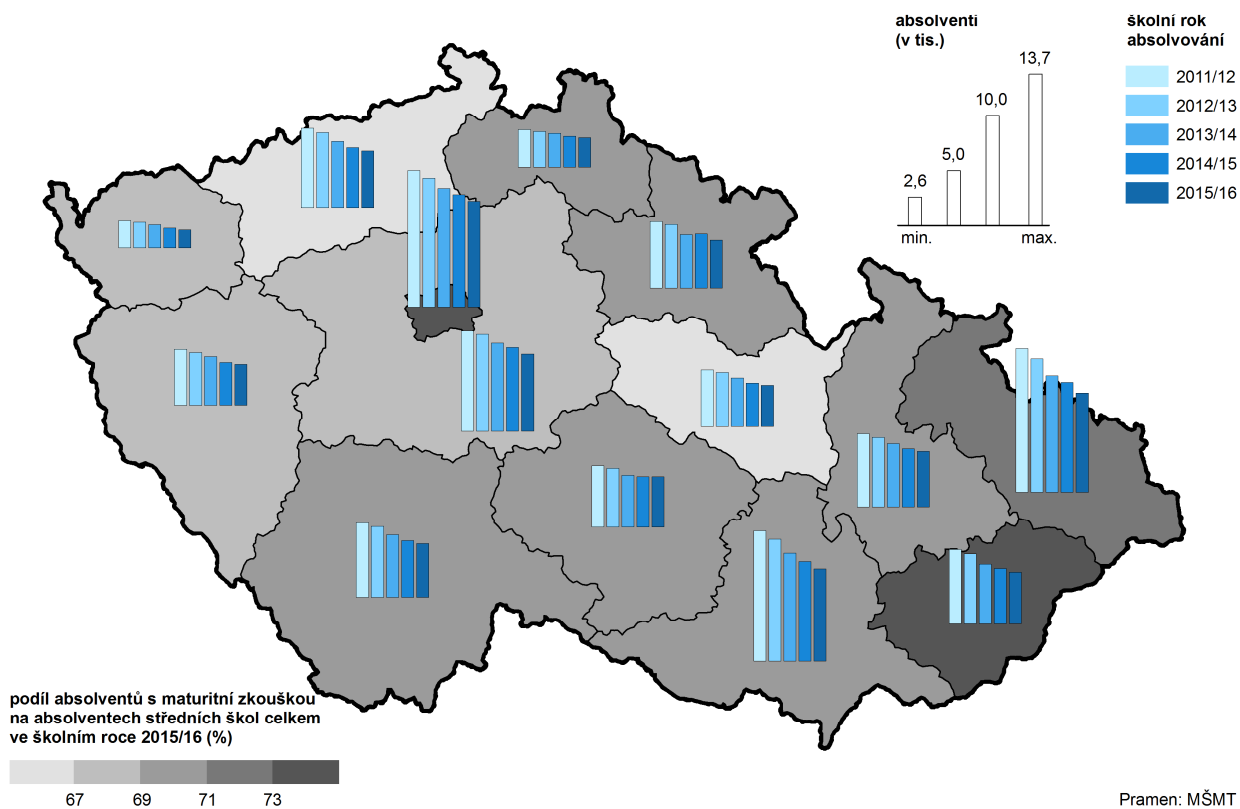 absolventi
(v tis.)
13,7
10,0
5,0
2,6
min.
max.
školní rok
absolvování
2011/12
2012/13
2013/14
2014/15
2015/16
podíl absolventů s maturitní zkouškou
na absolventech středních škol celkem
ve školním roce 2015/16 (%)
67
69
71
73
Pramen: MŠMT